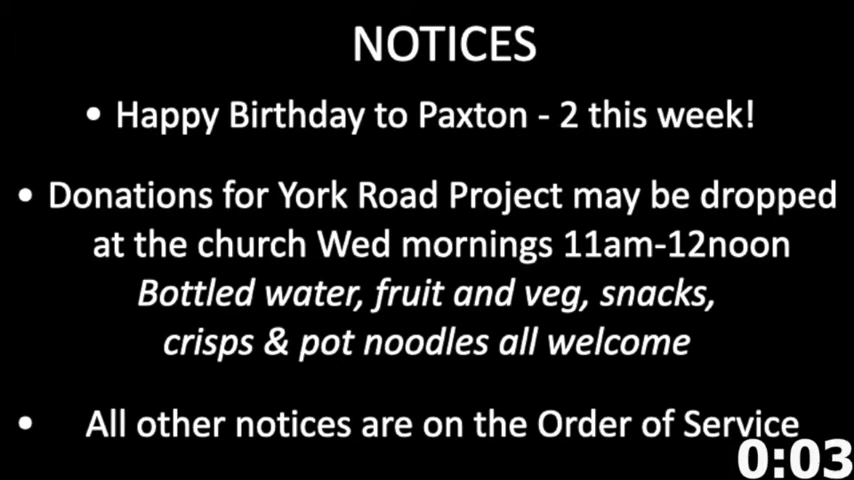 NOTICES
• Happy Birthday to Paxton - 2 this week!
• Donations for York Road Project may be dropped
at the church Wed mornings 11am-12noon
Bottled water, fruit and veg, snacks,
crisps & pot noodles all welcome
• All other notices are on the Order of Service
0:03